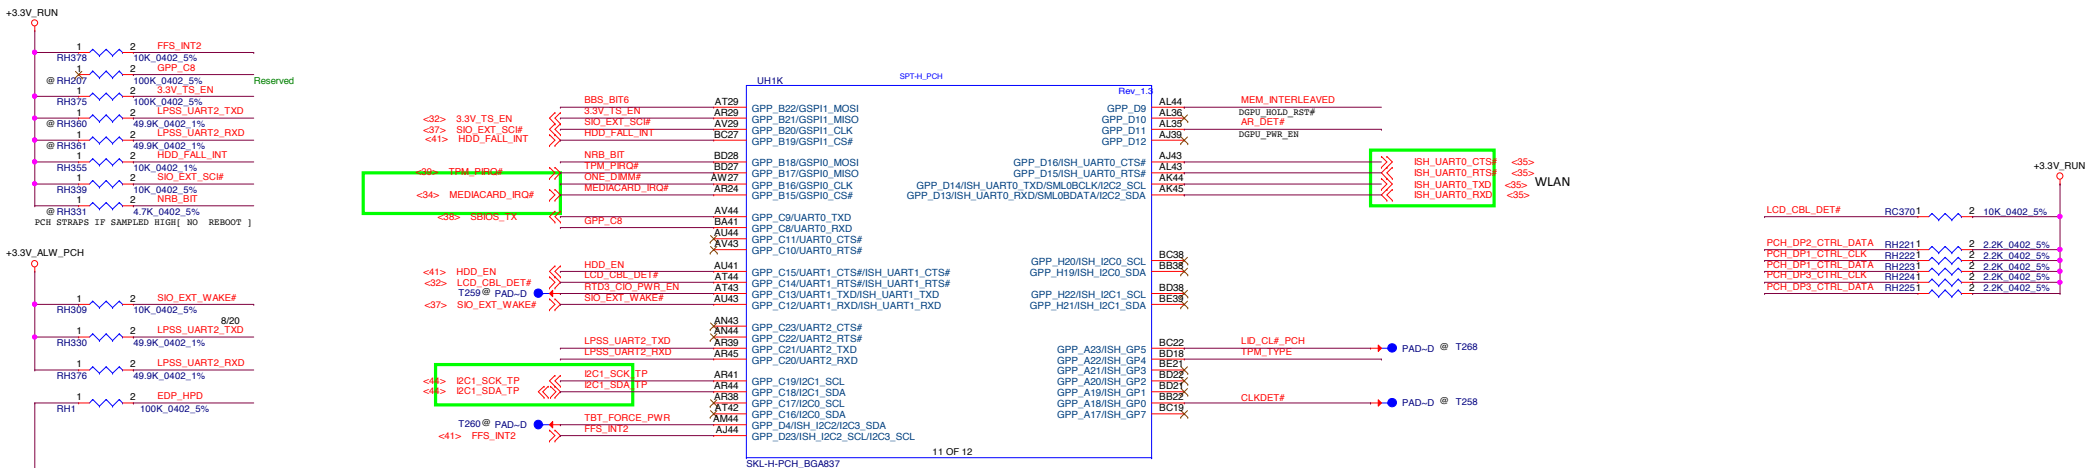 +3.3V_RUN
1 2 FFS_INT2
RH378 10K_0402_5%
1 2 GPP_C8
@ RH207 100K_0402_5% Reserved
1 2 3.3V_TS_EN
RH375 100K_0402_5%
1 2 LPSS_UART2_TXD
@ RH360 49.9K_0402_1%
1 2 LPSS_UART2_RXD
@ RH361 49.9K_0402_1%
1 2 HDD_FALL_INT
RH355 10K_0402_1%
1 2 SIO_EXT_SCI#
RH339 10K_0402_5%
1 2 NRB_BIT
@ RH331 4.7K_0402_5%
PCH STRAPS IF SAMPLED HIGH[ NO REBOOT ]
+3.3V_ALW_PCH
1 2 SIO_EXT_WAKE#
RH309 10K_0402_5%
8/20
1 2 LPSS_UART2_TXD
RH330 49.9K_0402_1%
1 2 LPSS_UART2_RXD
RH376 49.9K_0402_1%
1 2 EDP_HPD
RH1 100K_0402_5%
UH1K
SPT-H_PCH
Rev_1.3
BBS_BIT6 AT29 GPP_B22/GSPI1_MOSI
<32> 3.3V_TS_EN 3.3V_TS_EN AR29 GPP_B21/GSPI1_MISO
<37> SIO_EXT_SCI# SIO_EXT_SCI# AV29 GPP_B20/GSPI1_CLK
<41> HDD_FALL_INT HDD_FALL_INT BC27 GPP_B19/GSPI1_CS#
NRB_BIT BD28 GPP_B18/GSPI0_MOSI
<39> TPM_PIRQ# TPM_PIRQ# BD27 GPP_B17/GSPI0_MISO
ONE_DIMM# AW27 GPP_B16/GSPI0_CLK
<34> MEDIACARD_IRQ# MEDIACARD_IRQ# AR24 GPP_B15/GSPI0_CS#
<38> SBIOS_TX AV44 GPP_C9/UART0_TXD
GPP_C8 BA41 GPP_C8/UART0_RXD
AU44 GPP_C11/UART0_CTS#
AV43 GPP_C10/UART0_RTS#
<41> HDD_EN HDD_EN AU41 GPP_C15/UART1_CTS#/ISH_UART1_CTS#
<32> LCD_CBL_DET# LCD_CBL_DET# AT44 GPP_C14/UART1_RTS#/ISH_UART1_RTS#
T259@ PAD~D RTD3_CIO_PWR_EN AT43 GPP_C13/UART1_TXD/ISH_UART1_TXD
<37> SIO_EXT_WAKE# SIO_EXT_WAKE# AU43 GPP_C12/UART1_RXD/ISH_UART1_RXD
AN43 GPP_C23/UART2_CTS#
AN44 GPP_C22/UART2_RTS#
LPSS_UART2_TXD AR39 GPP_C21/UART2_TXD
LPSS_UART2_RXD AR45 GPP_C20/UART2_RXD
<44> I2C1_SCK_TP I2C1_SCK_TP AR41 GPP_C19/I2C1_SCL
<44> I2C1_SDA_TP I2C1_SDA_TP AR44 GPP_C18/I2C1_SDA
AR38 GPP_C17/I2C0_SCL
AT42 GPP_C16/I2C0_SDA
T260@ PAD~D TBT_FORCE_PWR AM44 GPP_D4/ISH_I2C2/I2C3_SDA
<41> FFS_INT2 FFS_INT2 AJ44 GPP_D23/ISH_I2C2_SCL/I2C3_SCL
GPP_D9 AL44 MEM_INTERLEAVED
GPP_D10 AL36 DGPU_HOLD_RST#
GPP_D11 AL35 AR_DET#
GPP_D12 AJ39 DGPU_PWR_EN
GPP_D16/ISH_UART0_CTS# AJ43 ISH_UART0_CTS# <35>
GPP_D15/ISH_UART0_RTS# AL43 ISH_UART0_RTS# <35>
GPP_D14/ISH_UART0_TXD/SML0BCLK/I2C2_SCL AK44 ISH_UART0_TXD <35> WLAN
GPP_D13/ISH_UART0_RXD/SML0BDATA/I2C2_SDA AK45 ISH_UART0_RXD <35>
GPP_H20/ISH_I2C0_SCL BC38
GPP_H19/ISH_I2C0_SDA BB38
GPP_H22/ISH_I2C1_SCL BD38
GPP_H21/ISH_I2C1_SDA BE39
GPP_A23/ISH_GP5 BC22 LID_CL#_PCH PAD~D @ T268
GPP_A22/ISH_GP4 BD18 TPM_TYPE
GPP_A21/ISH_GP3 BE21
GPP_A20/ISH_GP2 BD22
GPP_A19/ISH_GP1 BD21
GPP_A18/ISH_GP0 BB22 CLKDET# PAD~D @ T258
GPP_A17/ISH_GP7 BC19
11 OF 12
SKL-H-PCH_BGA837
+3.3V_RUN
LCD_CBL_DET# RC370 1 2 10K_0402_5%
PCH_DP2_CTRL_DATA RH221 1 2 2.2K_0402_5%
PCH_DP1_CTRL_CLK RH222 1 2 2.2K_0402_5%
PCH_DP1_CTRL_DATA RH223 1 2 2.2K_0402_5%
PCH_DP3_CTRL_CLK RH224 1 2 2.2K_0402_5%
PCH_DP3_CTRL_DATA RH225 1 2 2.2K_0402_5%